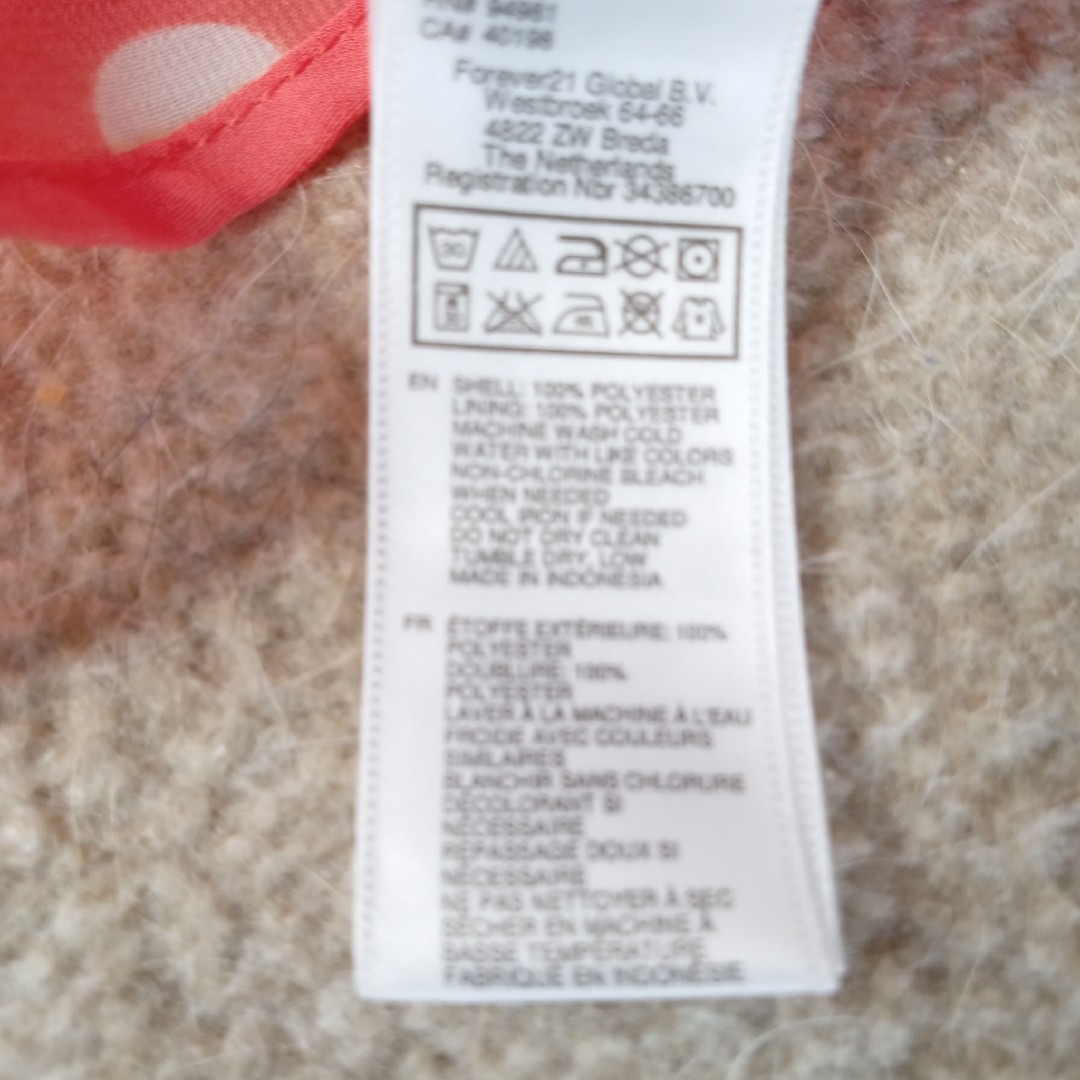 RN# 94961
CA# 40198
Forever21 Global B.V.
Westbroek 64-66
4822 ZW Breda
The Netherlands
Registration Nbr 34386700
30
EN SHELL: 100% POLYESTER
LINING: 100% POLYESTER
MACHINE WASH COLD
WATER WITH LIKE COLORS
NON-CHLORINE BLEACH
WHEN NEEDED
COOL IRON IF NEEDED
DO NOT DRY CLEAN
TUMBLE DRY, LOW
MADE IN INDONESIA
FR ÉTOFFE EXTÉRIEURE: 100%
POLYESTER
DOUBLURE: 100%
POLYESTER
LAVER À LA MACHINE À L'EAU
FROIDE AVEC COULEURS
SIMILAIRES
BLANCHIR SANS CHLORURE
DÉCOLORANT SI
NÉCESSAIRE
REPASSAGE DOUX SI
NÉCESSAIRE
NE PAS NETTOYER À SEC
SÉCHER EN MACHINE À
BASSE TEMPÉRATURE
FABRIQUÉ EN INDONÉSIE